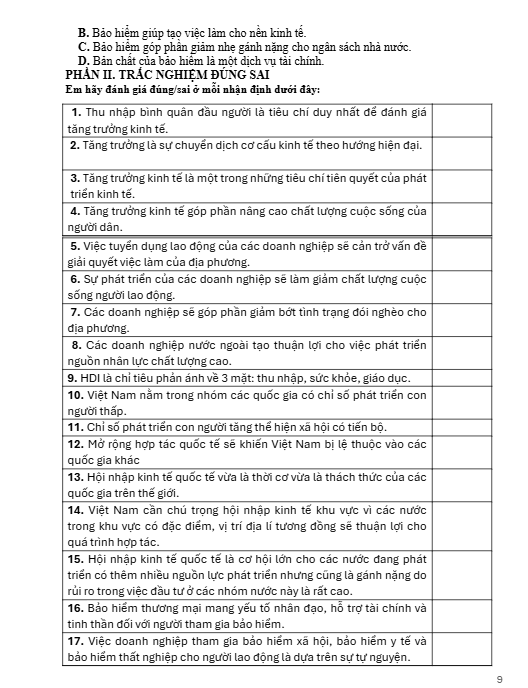 B. Bảo hiểm giúp tạo việc làm cho nền kinh tế.
C. Bảo hiểm góp phần giảm nhẹ gánh nặng cho ngân sách nhà nước.
D. Bản chất của bảo hiểm là một dịch vụ tài chính.
PHẦN II. TRẮC NGHIỆM ĐÚNG SAI
Em hãy đánh giá đúng/sai ở mỗi nhận định dưới đây:
1. Thu nhập bình quân đầu người là tiêu chí duy nhất để đánh giá
tăng trưởng kinh tế.
2. Tăng trưởng là sự chuyển dịch cơ cấu kinh tế theo hướng hiện đại.
3. Tăng trưởng kinh tế là một trong những tiêu chí tiên quyết của phát
triển kinh tế.
4. Tăng trưởng kinh tế góp phần nâng cao chất lượng cuộc sống của
người dân.
5. Việc tuyển dụng lao động của các doanh nghiệp sẽ cản trở vấn đề
giải quyết việc làm của địa phương.
6. Sự phát triển của các doanh nghiệp sẽ làm giảm chất lượng cuộc
sống người lao động.
7. Các doanh nghiệp sẽ góp phần giảm bớt tình trạng đói nghèo cho
địa phương.
8. Các doanh nghiệp nước ngoài tạo thuận lợi cho việc phát triển
nguồn nhân lực chất lượng cao.
9. HDI là chỉ tiêu phản ánh về 3 mặt: thu nhập, sức khỏe, giáo dục.
10. Việt Nam nằm trong nhóm các quốc gia có chỉ số phát triển con
người thấp.
11. Chỉ số phát triển con người tăng thể hiện xã hội có tiến bộ.
12. Mở rộng hợp tác quốc tế sẽ khiến Việt Nam bị lệ thuộc vào các
quốc gia khác
13. Hội nhập kinh tế quốc tế vừa là thời cơ vừa là thách thức của các
quốc gia trên thế giới.
14. Việt Nam cần chú trọng hội nhập kinh tế khu vực vì các nước
trong khu vực có đặc điểm, vị trí địa lí tương đồng sẽ thuận lợi cho
quá trình hợp tác.
15. Hội nhập kinh tế quốc tế là cơ hội lớn cho các nước đang phát
triển có thêm nhiều nguồn lực phát triển nhưng cũng là gánh nặng do
rủi ro trong việc đầu tư ở các nhóm nước này là rất cao.
16. Bảo hiểm thương mại mang yếu tố nhân đạo, hỗ trợ tài chính và
tinh thần đối với người tham gia bảo hiểm.
17. Việc doanh nghiệp tham gia bảo hiểm xã hội, bảo hiểm y tế và
bảo hiểm thất nghiệp cho người lao động là dựa trên sự tự nguyện.
9